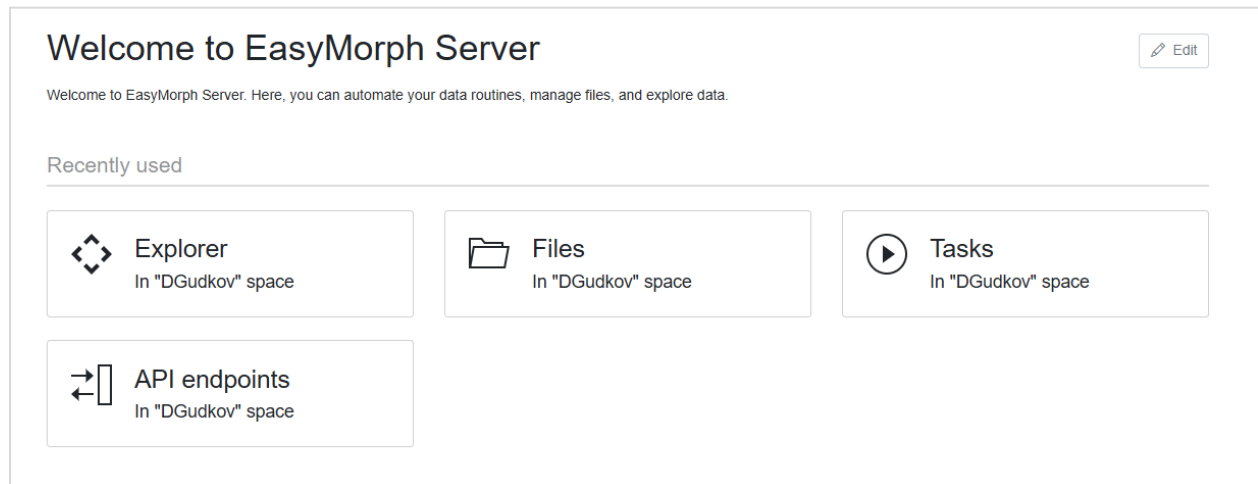 Welcome to EasyMorph Server
Edit
Welcome to EasyMorph Server. Here, you can automate your data routines, manage files, and explore data.
Recently used
Explorer
In "DGudkov" space
Files
In "DGudkov" space
Tasks
In "DGudkov" space
API endpoints
In "DGudkov" space